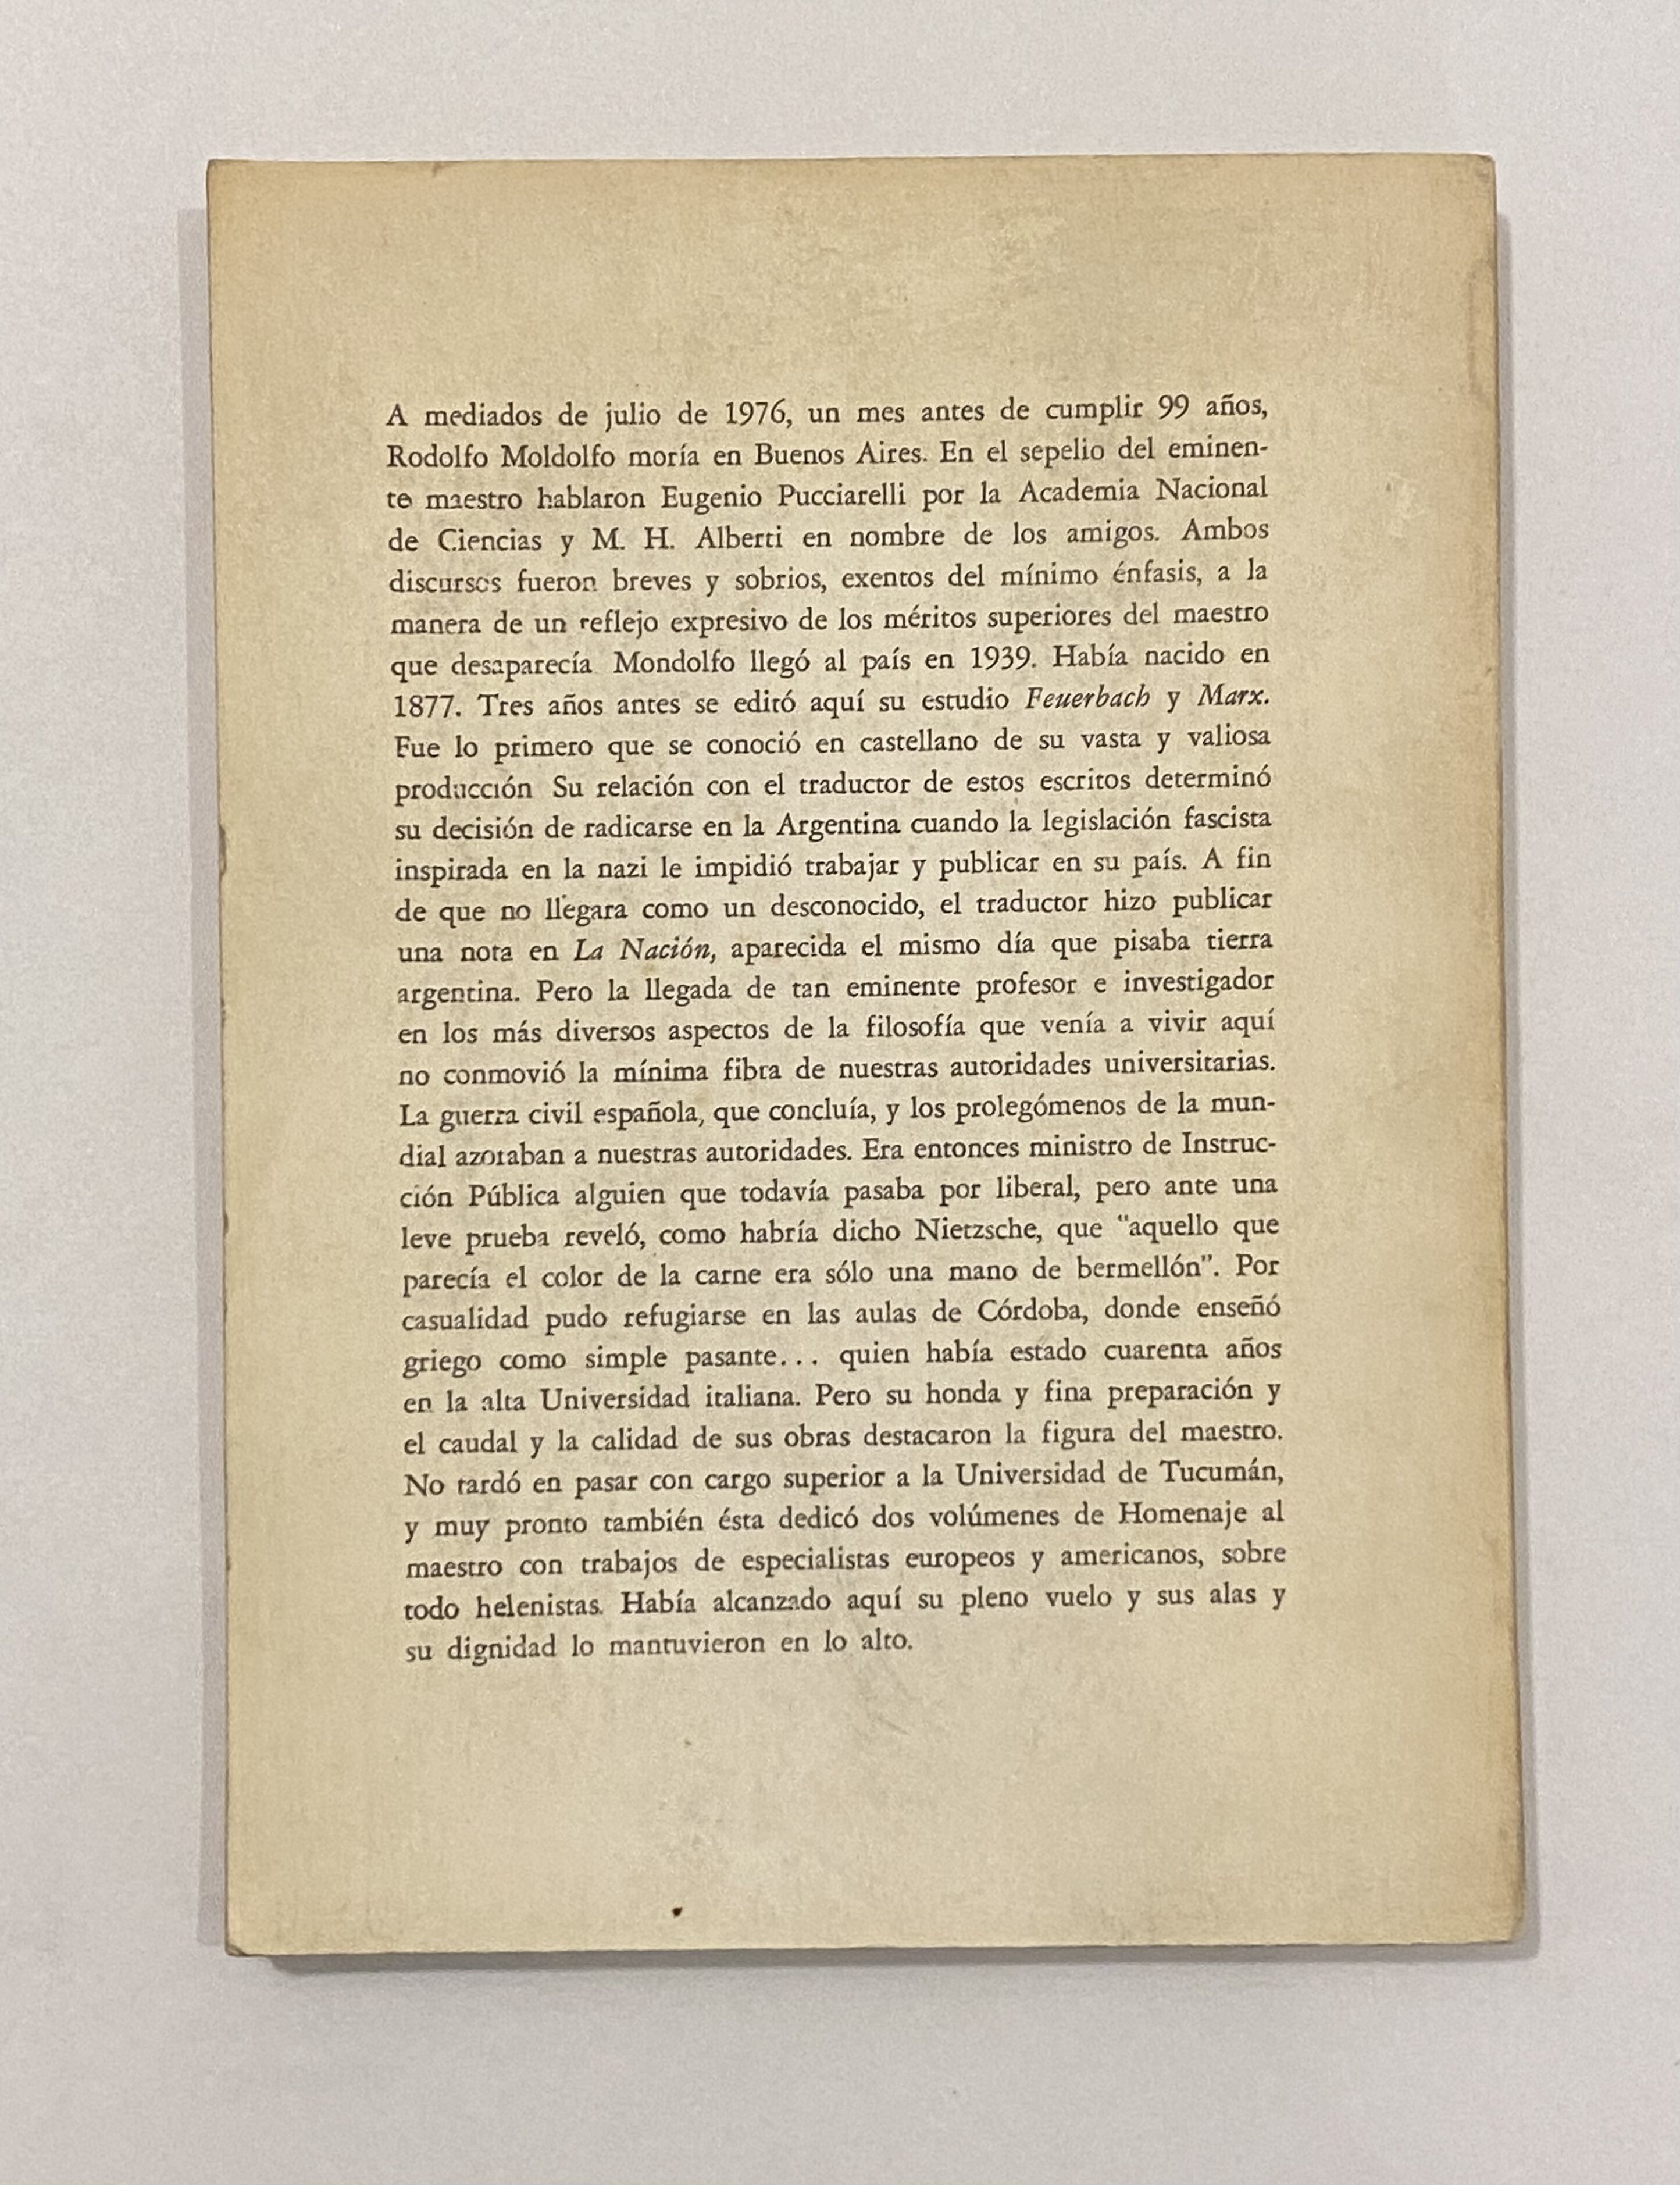 A mediados de julio de 1976, un mes antes de cumplir 99 años,
Rodolfo Moldolfo moría en Buenos Aires. En el sepelio del eminen-
te maestro hablaron Eugenio Pucciarelli por la Academia Nacional
de Ciencias y M. H. Alberti en nombre de los amigos. Ambos
discursos fueron breves y sobrios, exentos del mínimo énfasis, a la
manera de un reflejo expresivo de los méritos superiores del maestro
que desaparecía Mondolfo llegó al país en 1939. Había nacido en
1877. Tres años antes se editó aquí su estudio Feuerbach y Marx.
Fue lo primero que se conoció en castellano de su vasta y valiosa
producción Su relación con el traductor de estos escritos determinó
su decisión de radicarse en la Argentina cuando la legislación fascista
inspirada en la nazi le impidió trabajar y publicar en su país. A fin
de que no llegara como un desconocido, el traductor hizo publicar
una nota en La Nación, aparecida el mismo día que pisaba tierra
argentina. Pero la llegada de tan eminente profesor e investigador
en los más diversos aspectos de la filosofía que venía a vivir aquí
no conmovió la mínima fibra de nuestras autoridades universitarias.
La guerra civil española, que concluía, y los prolegómenos de la mun-
dial azoraban a nuestras autoridades. Era entonces ministro de Instruc-
ción Pública alguien que todavía pasaba por liberal, pero ante una
leve prueba reveló, como habría dicho Nietzsche, que "aquello que
parecía el color de la carne era sólo una mano de bermellón". Por
casualidad pudo refugiarse en las aulas de Córdoba, donde enseñó
griego como simple pasante... quien había estado cuarenta años
en la alta Universidad italiana. Pero su honda y fina preparación y
el caudal y la calidad de sus obras destacaron la figura del maestro.
No tardó en pasar con cargo superior a la Universidad de Tucumán,
y muy pronto también ésta dedicó dos volúmenes de Homenaje al
maestro con trabajos de especialistas europeos y americanos, sobre
todo helenistas. Había alcanzado aquí su pleno vuelo y sus alas y
su dignidad lo mantuvieron en lo alto.